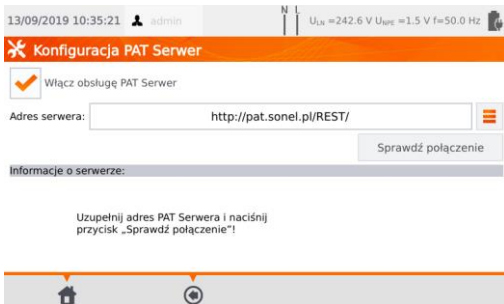 13/09/2019 10:35:21 admin N L U_LN =242.6 V U_NPE =1.5 V f=50.0 Hz
Konfiguracja PAT Serwer
Włącz obsługę PAT Serwer
Adres serwera: http://pat.sonel.pl/REST/
Sprawdź połączenie
Informacje o serwerze:
Uzupełnij adres PAT Serwera i naciśnij
przycisk „Sprawdź połączenie"!